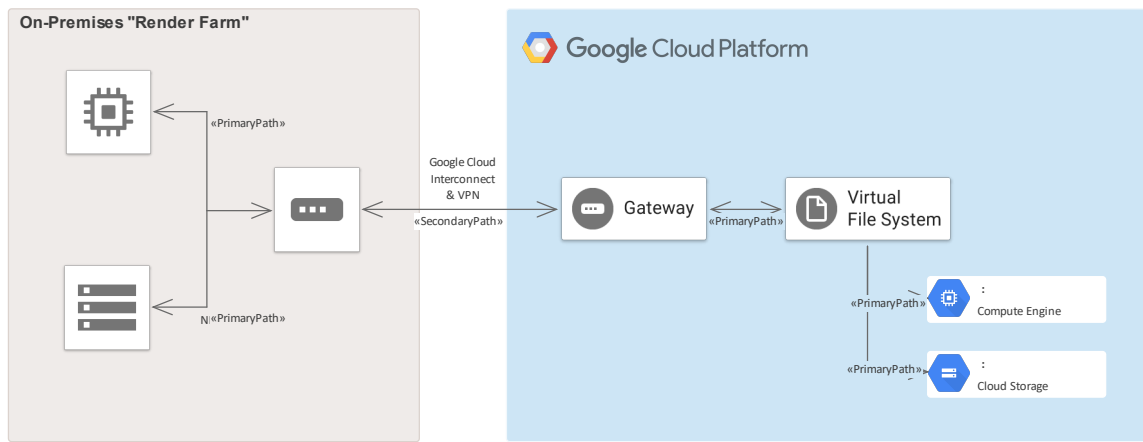 On-Premises "Render Farm"
Google Cloud Platform
«PrimaryPath»
Google Cloud
Interconnect
& VPN
«SecondaryPath»
Gateway
«PrimaryPath»
Virtual
File System
:
«PrimaryPath»
Compute Engine
N
«PrimaryPath»
:
«PrimaryPath»
Cloud Storage